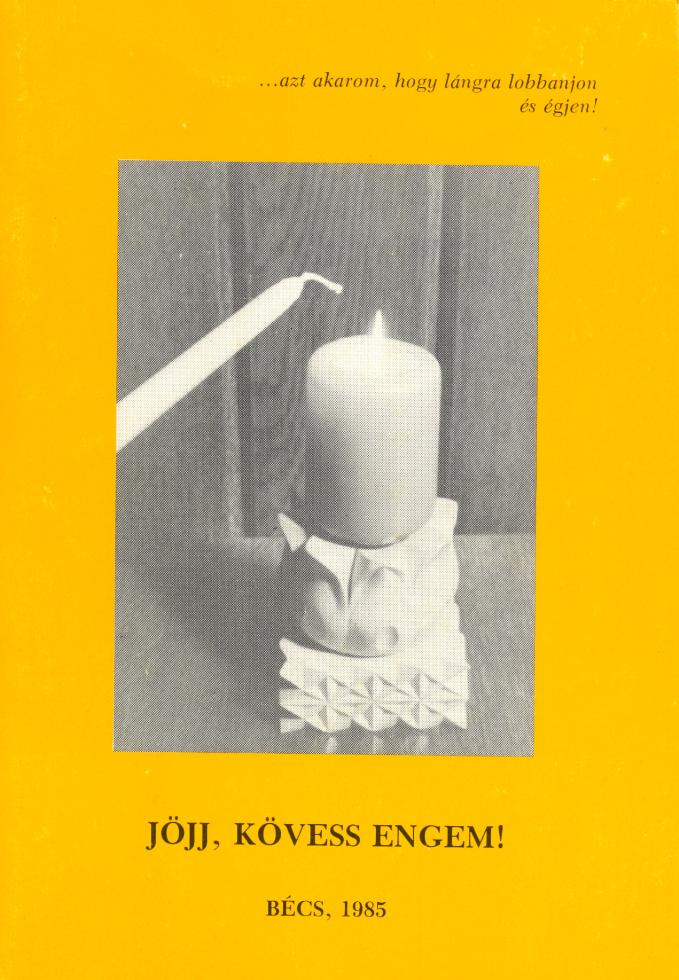 ...azt akarom, hogy lángra lobbanjon
és égjen!
JÖJJ, KÖVESS ENGEM!
BÉCS, 1985